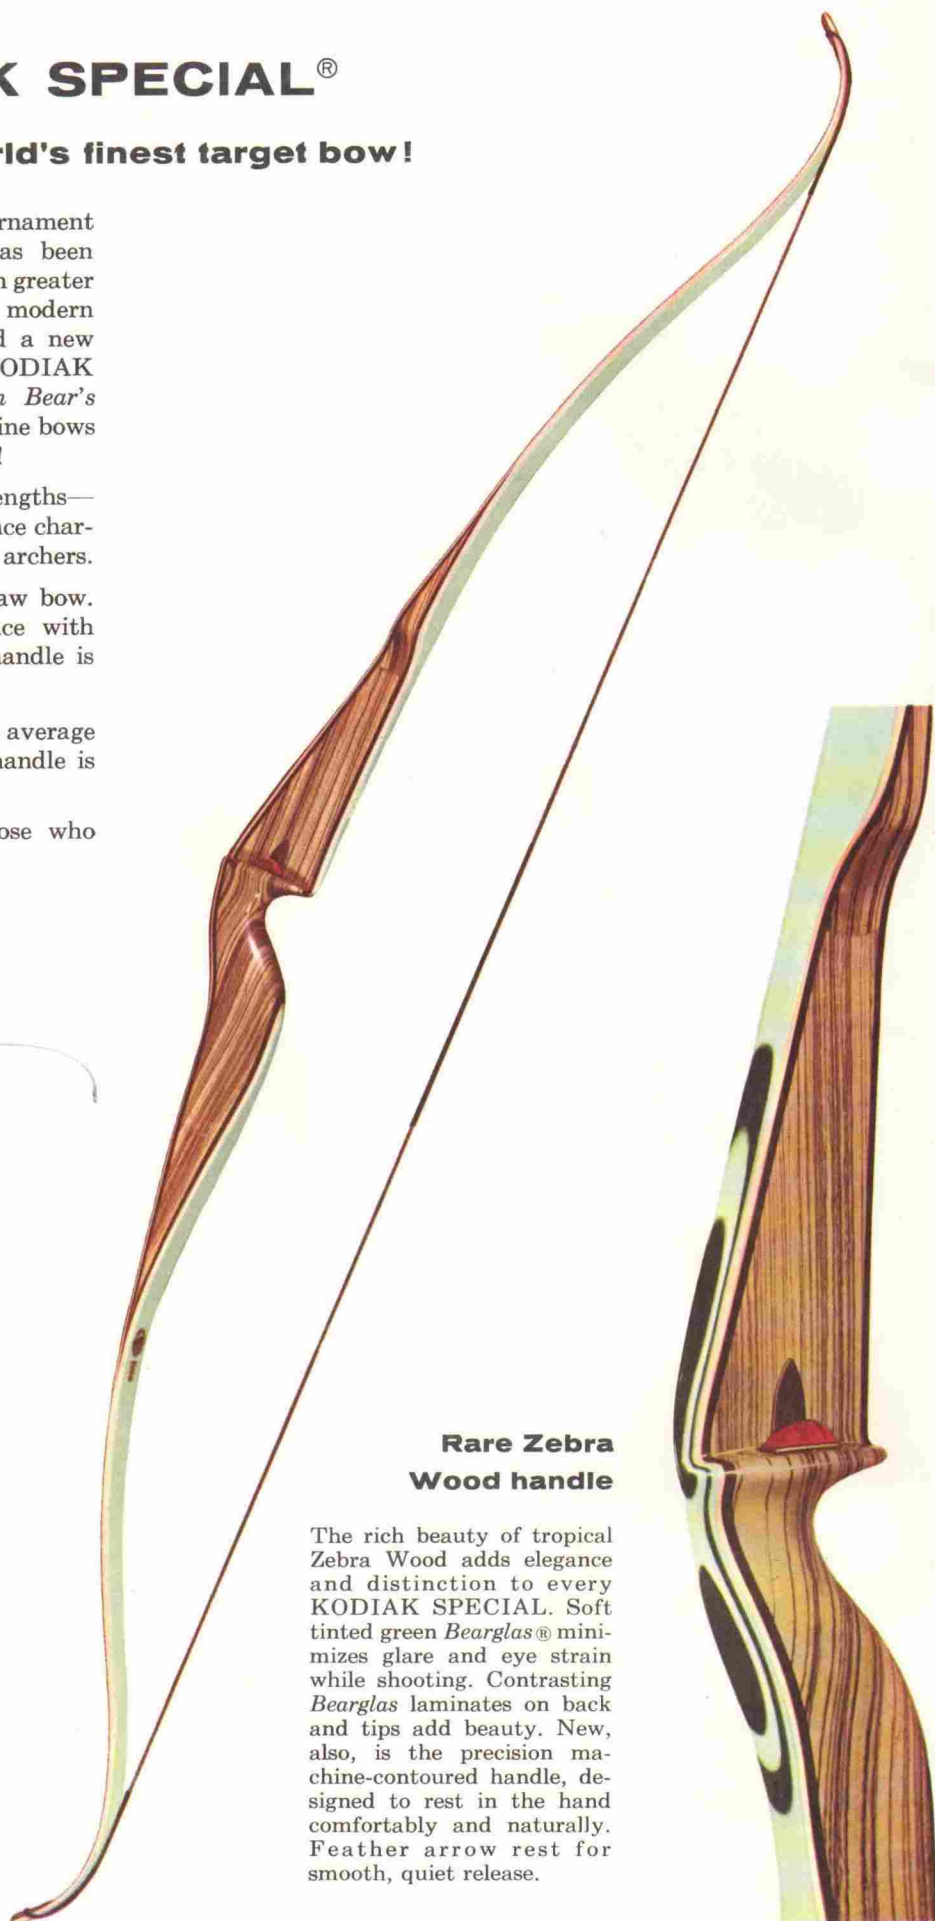 K SPECIAL®
rld's finest target bow!
rnament
as been
n greater
modern
d a new
ODIAK
n Bear's
ine bows
!
engths—
ce char-
archers.
aw bow.
ce with
andle is
average
andle is
ose who
Rare Zebra
Wood handle
The rich beauty of tropical
Zebra Wood adds elegance
and distinction to every
KODIAK SPECIAL. Soft
tinted green Bearglas® mini-
mizes glare and eye strain
while shooting. Contrasting
Bearglas laminates on back
and tips add beauty. New,
also, is the precision ma-
chine-contoured handle, de-
signed to rest in the hand
comfortably and naturally.
Feather arrow rest for
smooth, quiet release.